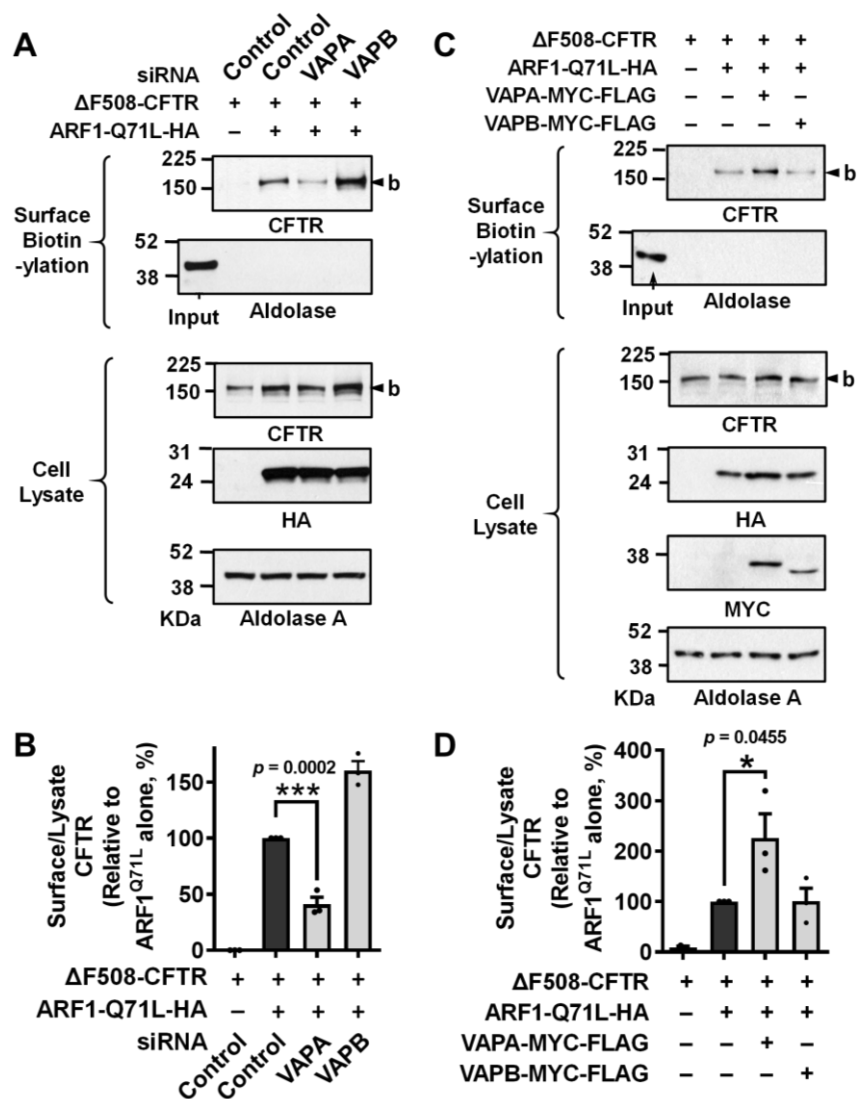 A
siRNA Control Control VAPA VAPB
ΔF508-CFTR + + + +
ARF1-Q71L-HA – + + +
Surface
Biotin
-ylation
225
150
b
CFTR
52
38
Input
Aldolase
Cell
Lysate
225
150
b
CFTR
31
24
HA
52
38
KDa
Aldolase A
C
ΔF508-CFTR + + + +
ARF1-Q71L-HA – + + +
VAPA-MYC-FLAG – – + –
VAPB-MYC-FLAG – – – +
Surface
Biotin
-ylation
225
150
b
CFTR
52
38
Input
Aldolase
Cell
Lysate
225
150
b
CFTR
31
24
HA
38
MYC
52
38
KDa
Aldolase A
B
Surface/Lysate
CFTR
(Relative to
ARF1Q71L alone, %)
150
100
50
0
p = 0.0002
***
ΔF508-CFTR + + + +
ARF1-Q71L-HA – + + +
siRNA Control Control VAPA VAPB
D
Surface/Lysate
CFTR
(Relative to
ARF1Q71L alone, %)
400
300
200
100
0
p = 0.0455
*
ΔF508-CFTR + + + +
ARF1-Q71L-HA – + + +
VAPA-MYC-FLAG – – + –
VAPB-MYC-FLAG – – – +